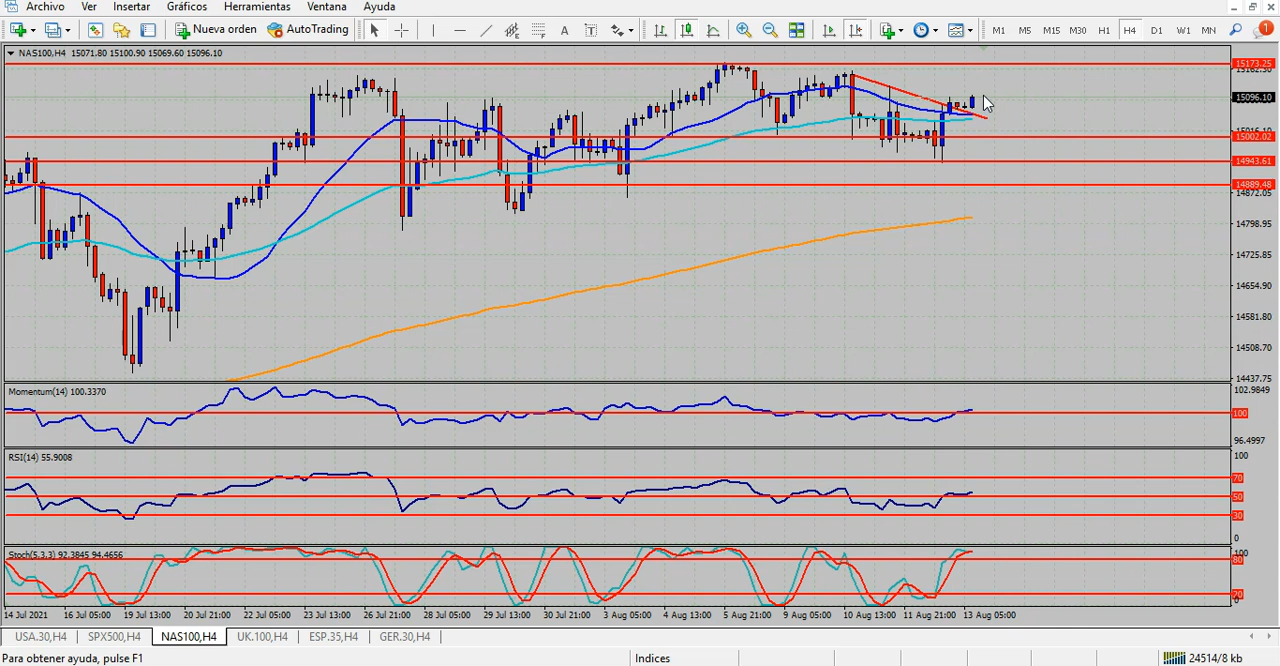 Archivo Ver Insertar Gráficos Herramientas Ventana Ayuda
Nueva orden AutoTrading A T M1 M5 M15 M30 H1 H4 D1 W1 MN 1
NAS100,H4 15071.80 15100.90 15069.60 15096.10
15173.25
15096.10
15002.02
14943.61
14889.48
14872.05
14798.95
14725.85
14654.90
14581.80
14508.70
14437.75
Momentum(14) 100.3370
102.9849
100
96.4997
RSI(14) 55.9008
100
70
50
30
0
Stoch(5,3,3) 92.3845 94.4656
100
80
20
0
14 Jul 2021 16 Jul 05:00 19 Jul 13:00 20 Jul 21:00 22 Jul 05:00 23 Jul 13:00 26 Jul 21:00 28 Jul 05:00 29 Jul 13:00 30 Jul 21:00 3 Aug 05:00 4 Aug 13:00 5 Aug 21:00 9 Aug 05:00 10 Aug 13:00 11 Aug 21:00 13 Aug 05:00
USA.30,H4 SPX500,H4 NAS100,H4 UK.100,H4 ESP.35,H4 GER.30,H4
Para obtener ayuda, pulse F1 Indices 24514/8 kb